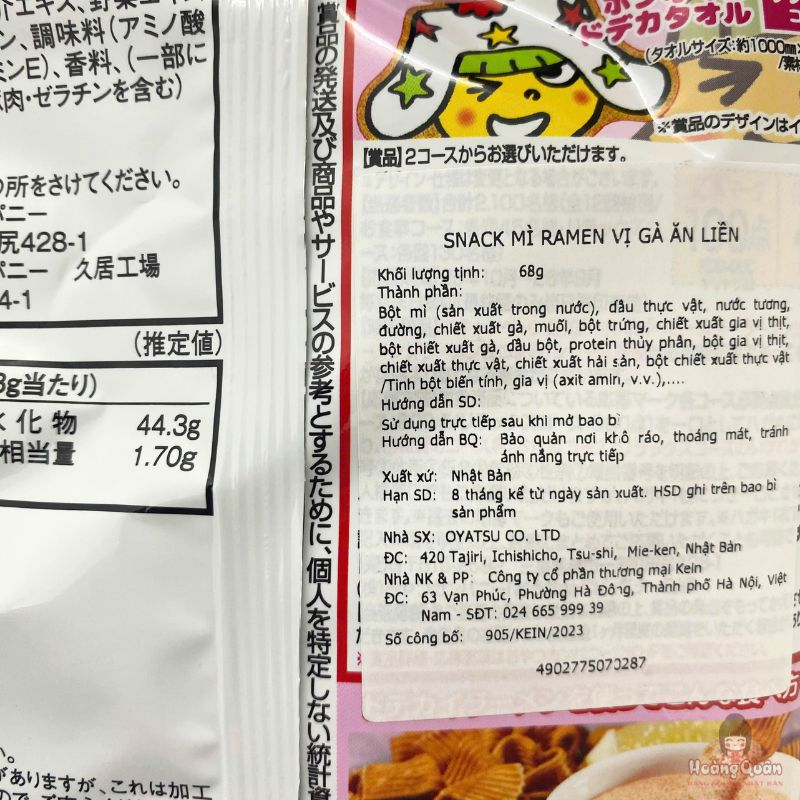 介エキス、野菜エキス
ン、調味料(アミノ酸
ミンE)、香料、(一部に
豚肉・ゼラチンを含む)
の所をさけてください。
パニー
尻428-1
パニー 久居工場
4-1
(推定値)
8g当たり)
水化物 44.3g
相当量 1.70g
い。
がありますが、これは加工
賞品の発送及び商品やサービスの参考とするために、個人を特定しない統計資
ドデカタオル
(タオルサイズ:約1000mm
※賞品のデザインはイ
【賞品】2コースからお選びいただけます。
SNACK MÌ RAMEN VỊ GÀ ĂN LIỀN
Khối lượng tịnh: 68g
Thành phần:
Bột mì (sản xuất trong nước), dầu thực vật, nước tương,
đường, chiết xuất gà, muối, bột trứng, chiết xuất gia vị thịt,
bột chiết xuất gà, dầu bột, protein thủy phân, bột gia vị thịt,
chiết xuất thực vật, chiết xuất hải sản, bột chiết xuất thực vật
/Tinh bột biến tính, gia vị (axit amin, v.v.),....
Hướng dẫn SD:
Sử dụng trực tiếp sau khi mở bao bì
Hướng dẫn BQ: Bảo quản nơi khô ráo, thoáng mát, tránh
ánh nắng trực tiếp
Xuất xứ: Nhật Bản
Hạn SD: 8 tháng kể từ ngày sản xuất. HSD ghi trên bao bì
sản phẩm
Nhà SX: OYATSU CO. LTD
ĐC: 420 Tajiri, Ichishicho, Tsu-shi, Mie-ken, Nhật Bản
Nhà NK & PP: Công ty cổ phần thương mại Kein
ĐC: 63 Vạn Phúc, Phường Hà Đông, Thành phố Hà Nội, Việt
Nam - SĐT: 024 665 999 39
Số công bố: 905/KEIN/2023
4902775070287
Hoàng Quân